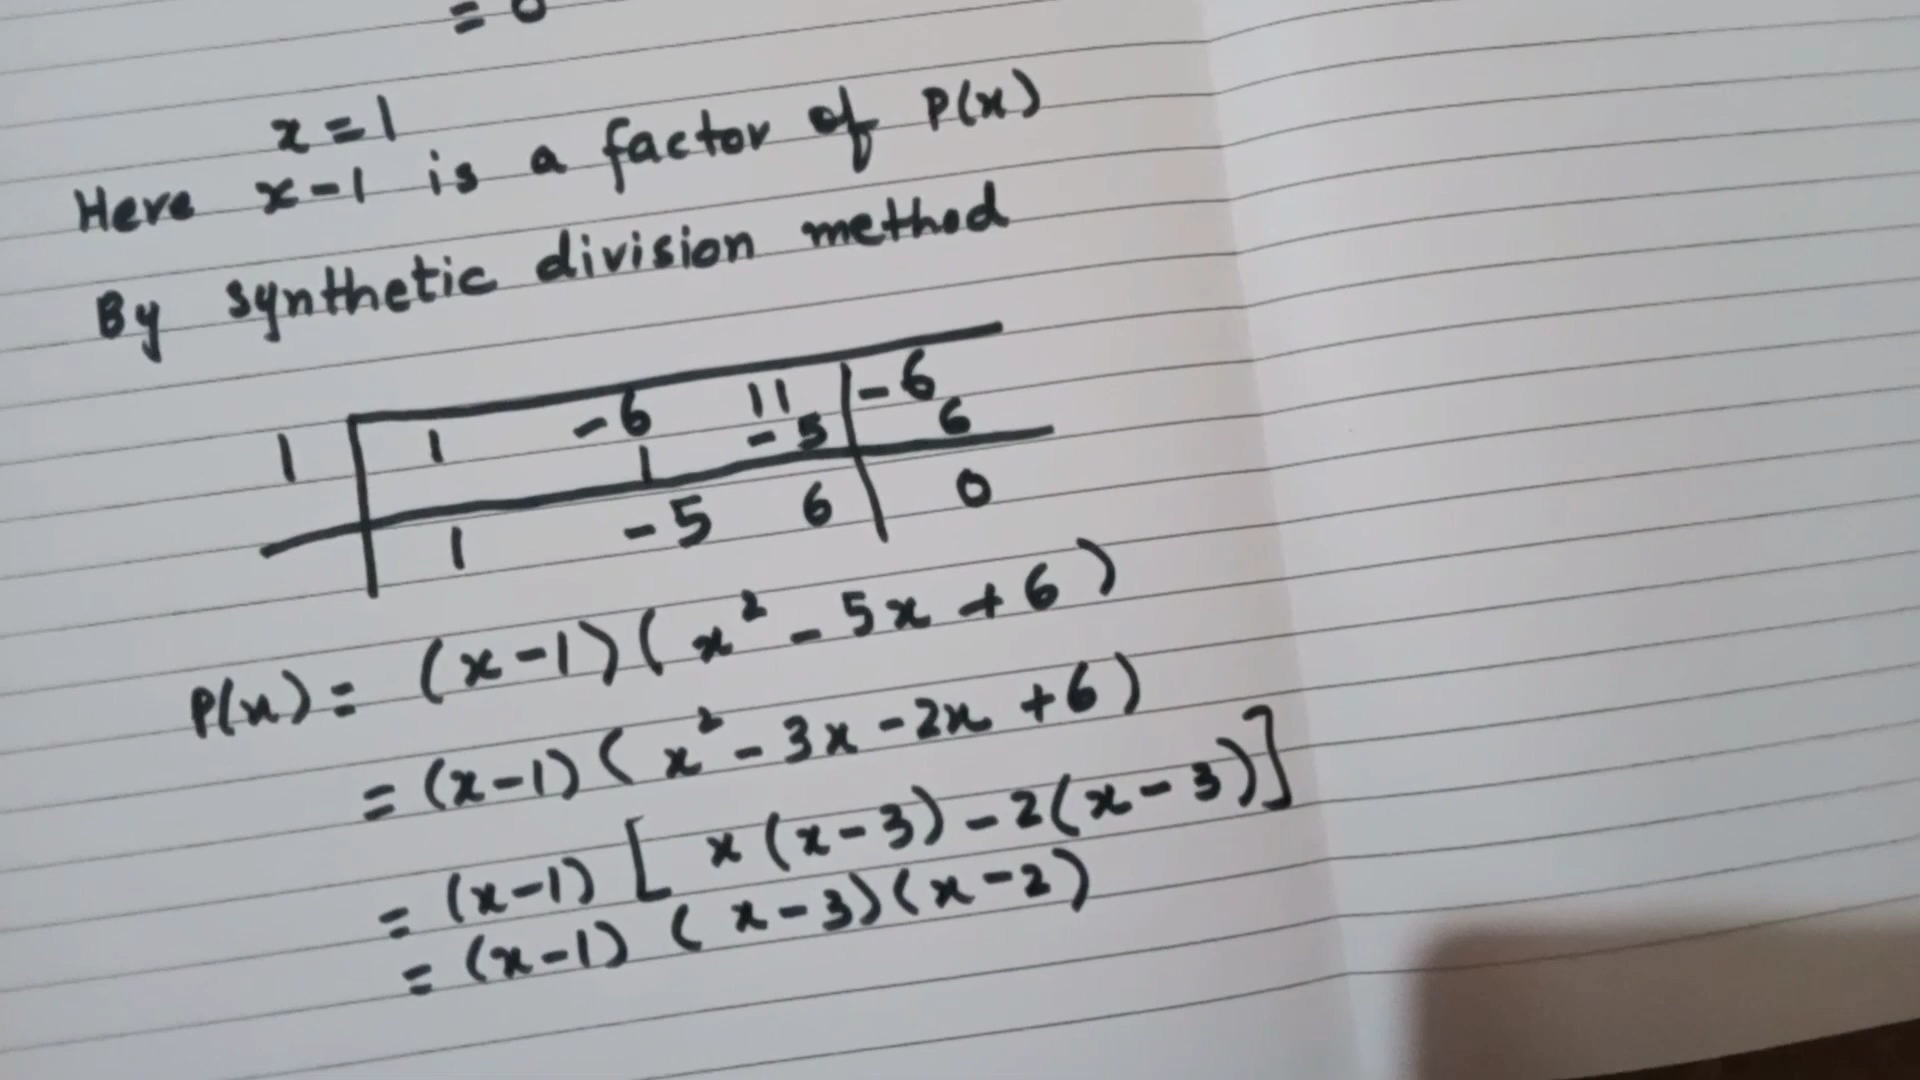 = 0
x = 1
Here x-1 is a factor of P(x)
By synthetic division method
1 1 -6 11 -6
1 -5 6
1 -5 6 0
P(x) = (x-1)(x² - 5x + 6)
= (x-1)(x² - 3x - 2x + 6)
= (x-1) [x(x-3) - 2(x-3)]
= (x-1)(x-3)(x-2)